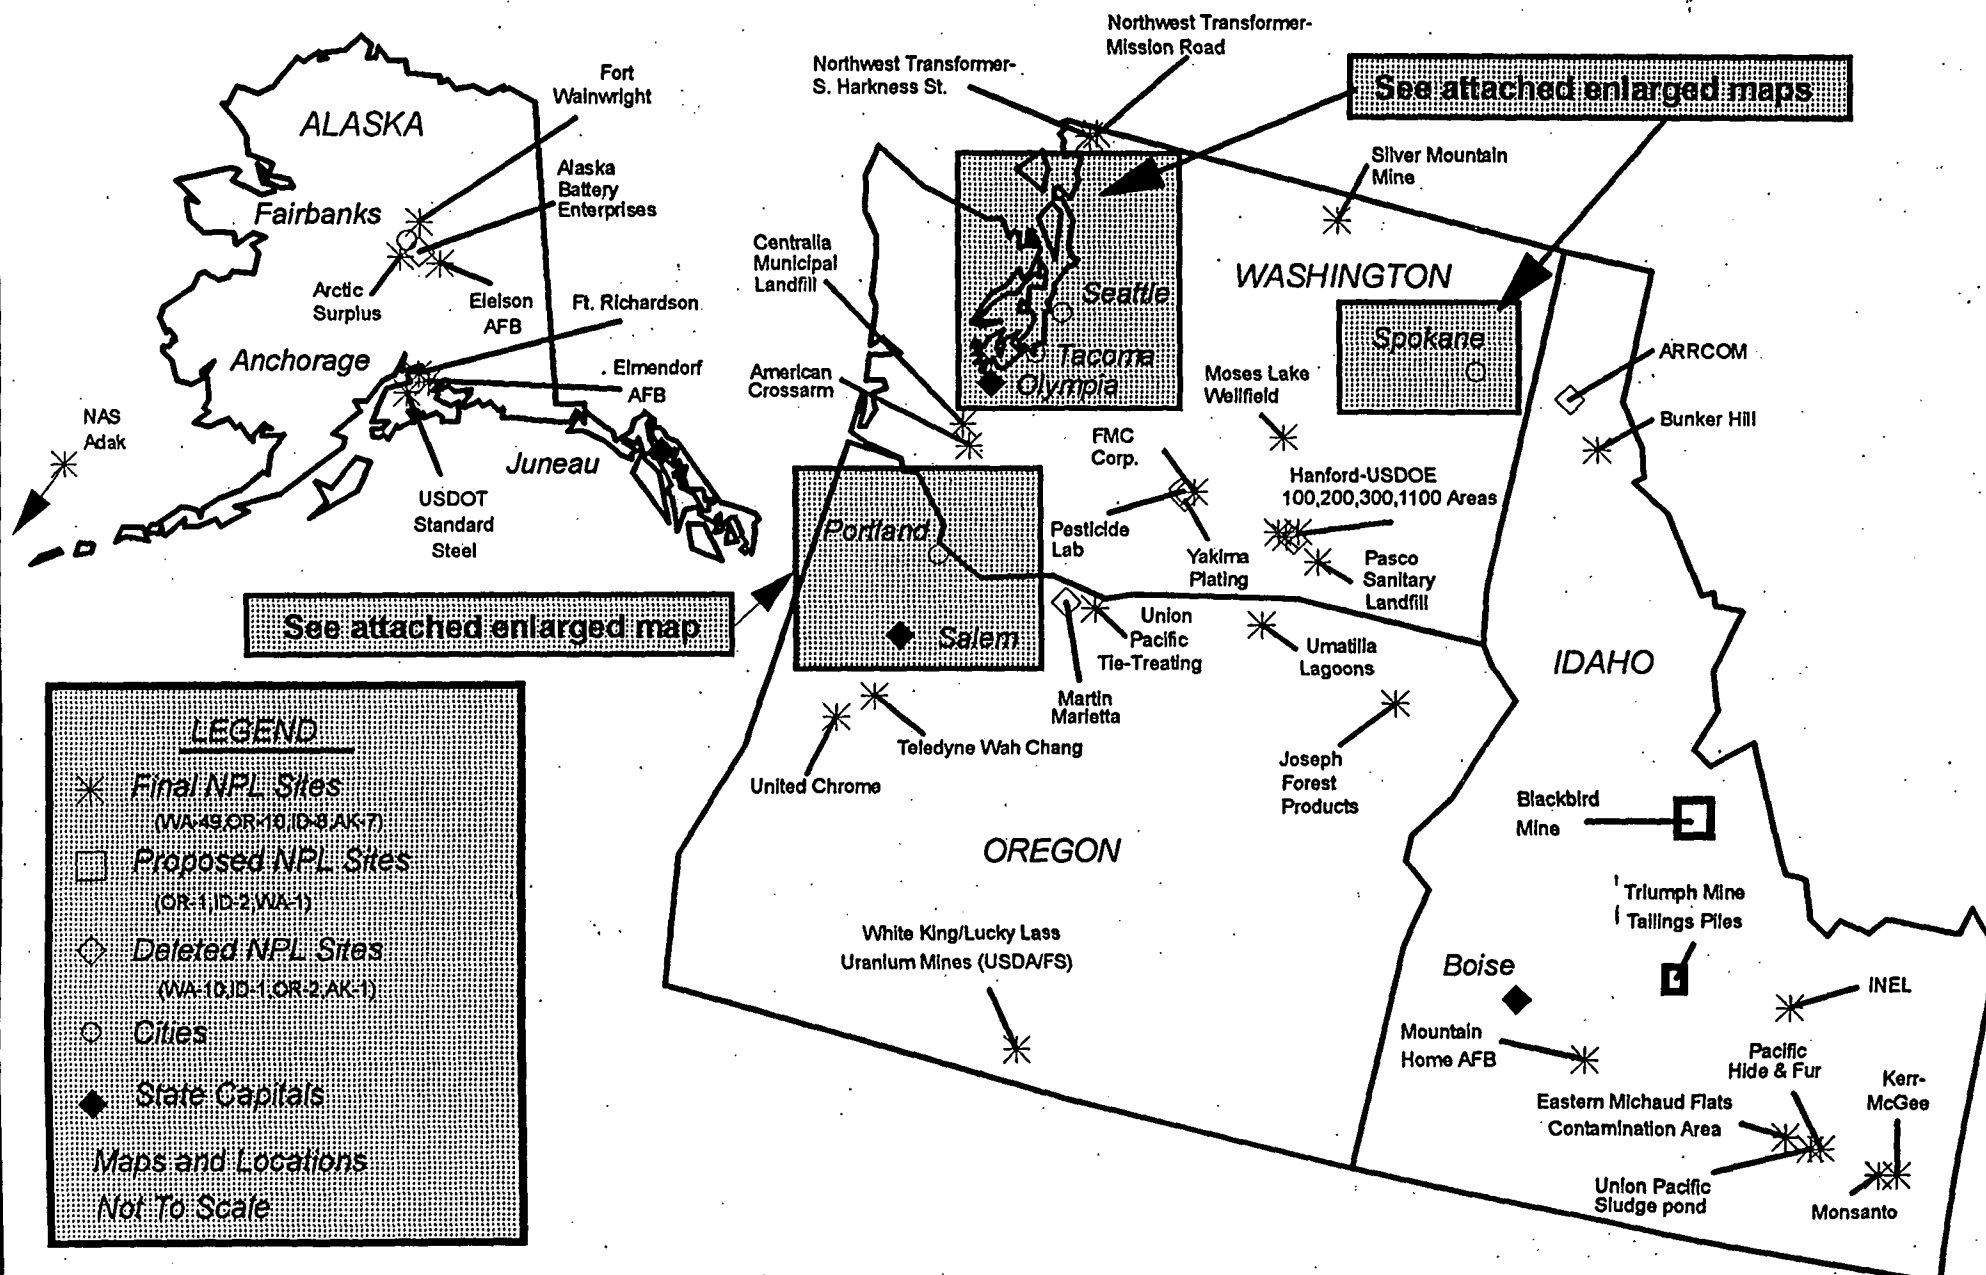 Northwest Transformer-
Mission Road
Northwest Transformer-
S. Harkness St.
See attached enlarged maps
Fort
Wainwright
ALASKA
Alaska
Battery
Enterprises
Fairbanks
Arctic
Surplus
Eielson
AFB
Ft. Richardson
Anchorage
Elmendorf
AFB
NAS
Adak
Juneau
USDOT
Standard
Steel
Silver Mountain
Mine
Centralia
Municipal
Landfill
WASHINGTON
Seattle
Tacoma
Olympia
Spokane
American
Crossarm
Moses Lake
Wellfield
ARRCOM
Bunker Hill
FMC
Corp.
Hanford-USDOE
100,200,300,1100 Areas
Pesticide
Lab
Yakima
Plating
Pasco
Sanitary
Landfill
Portland
Salem
See attached enlarged map
Union
Pacific
Tie-Treating
Umatilla
Lagoons
IDAHO
Martin
Marietta
Teledyne Wah Chang
United Chrome
Joseph
Forest
Products
OREGON
Blackbird
Mine
Triumph Mine
Tailings Piles
White King/Lucky Lass
Uranium Mines (USDA/FS)
Boise
INEL
Mountain
Home AFB
Pacific
Hide & Fur
Kerr-
McGee
Eastern Michaud Flats
Contamination Area
Union Pacific
Sludge pond
Monsanto
LEGEND
Final NPL Sites
(WA-49,OR-10,ID-8,AK-7)
Proposed NPL Sites
(OR-1,ID-2,WA-1)
Deleted NPL Sites
(WA-10,ID-1,OR-2,AK-1)
Cities
State Capitals
Maps and Locations
Not To Scale